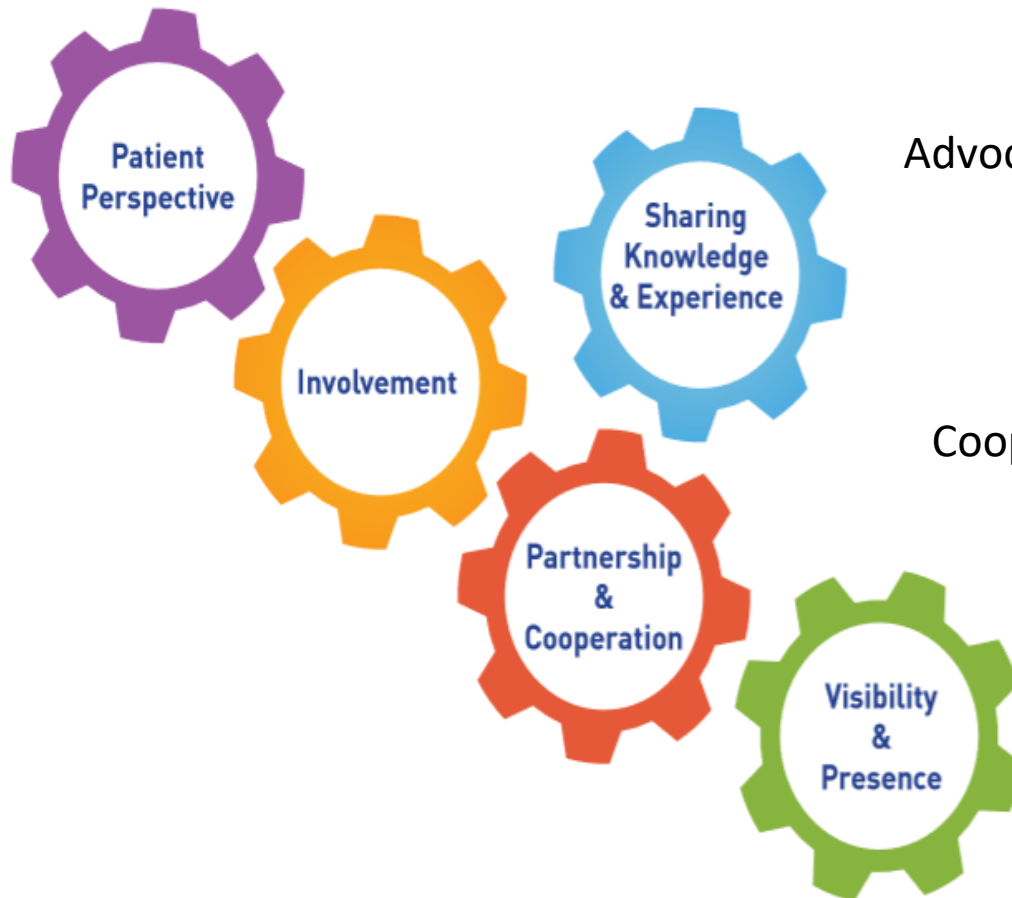 Patient
Perspective
Sharing
Knowledge
& Experience
Involvement
Partnership
&
Cooperation
Visibility
&
Presence